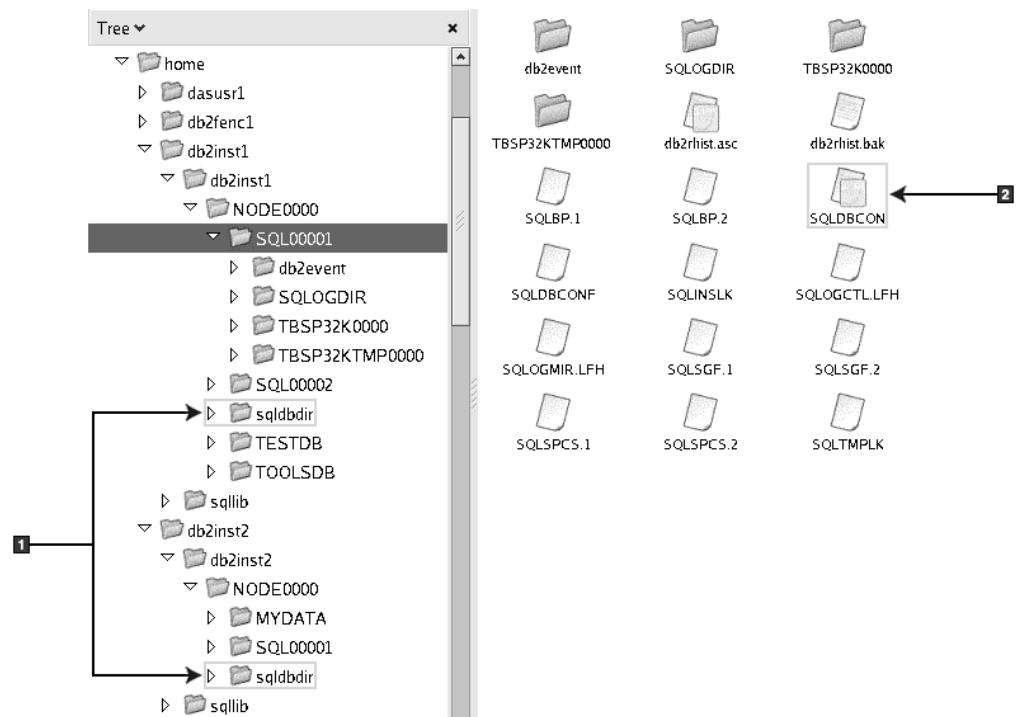 Tree
home
dasusr1
db2fenc1
db2inst1
db2inst1
NODE0000
SQL00001
db2event
SQLOGDIR
TBSP32K0000
TBSP32KTMP0000
SQL00002
sqldbdir
TESTDB
TOOLSDB
sqllib
db2inst2
db2inst2
NODE0000
MYDATA
SQL00001
sqldbdir
sqllib
1
db2event SQLOGDIR TBSP32K0000
TBSP32KTMP0000 db2rhist.asc db2rhist.bak
SQLBP.1 SQLBP.2 SQLDBCON
2
SQLDBCONF SQLINSLK SQLOGCTL.LFH
SQLOGMIR.LFH SQLSGF.1 SQLSGF.2
SQLSPCS.1 SQLSPCS.2 SQLTMPLK